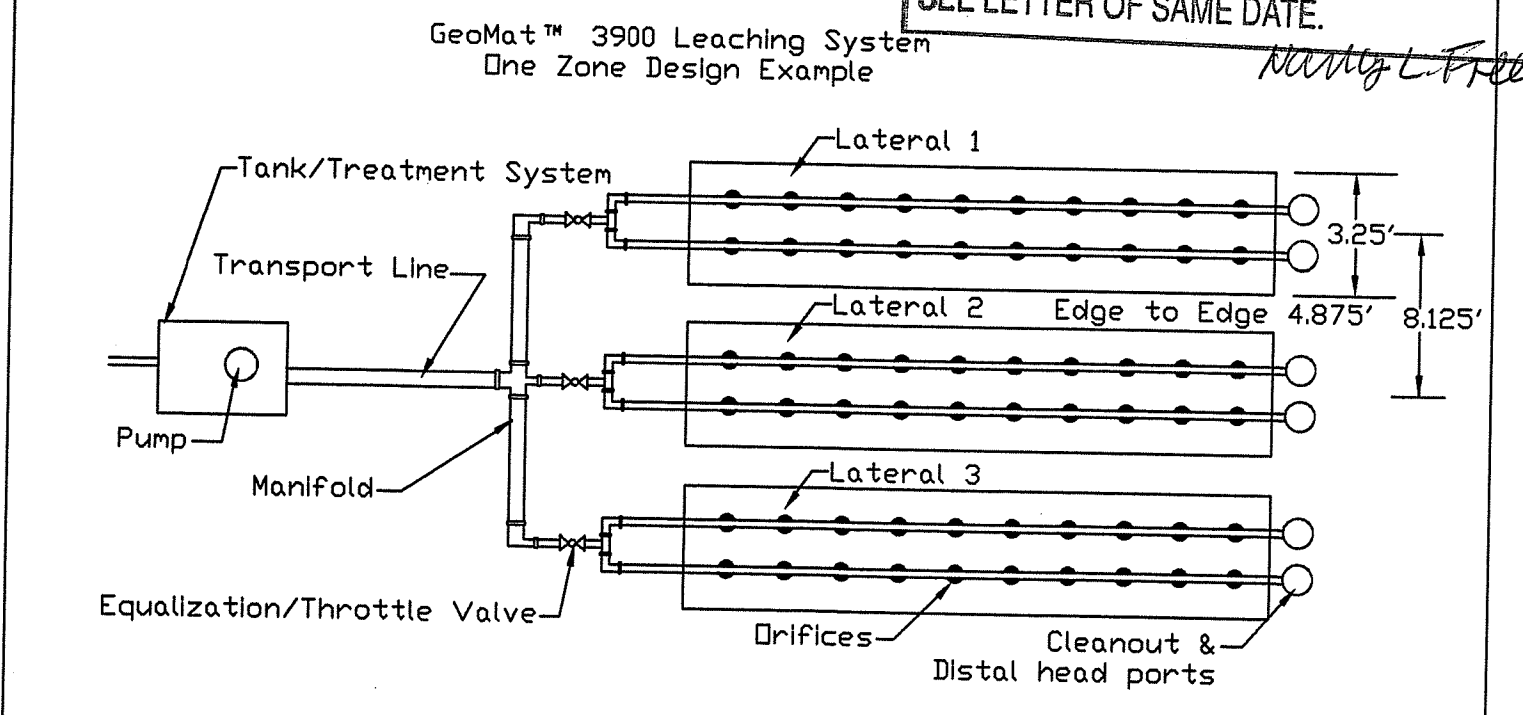 SEE LETTER OF SAME DATE.
GeoMat™ 3900 Leaching System
One Zone Design Example
Lateral 1
Tank/Treatment System
3.25′
Transport Line
Lateral 2
Edge to Edge 4.875′
8.125′
Pump
Manifold
Lateral 3
Equalization/Throttle Valve
Orifices
Cleanout &
Distal head ports